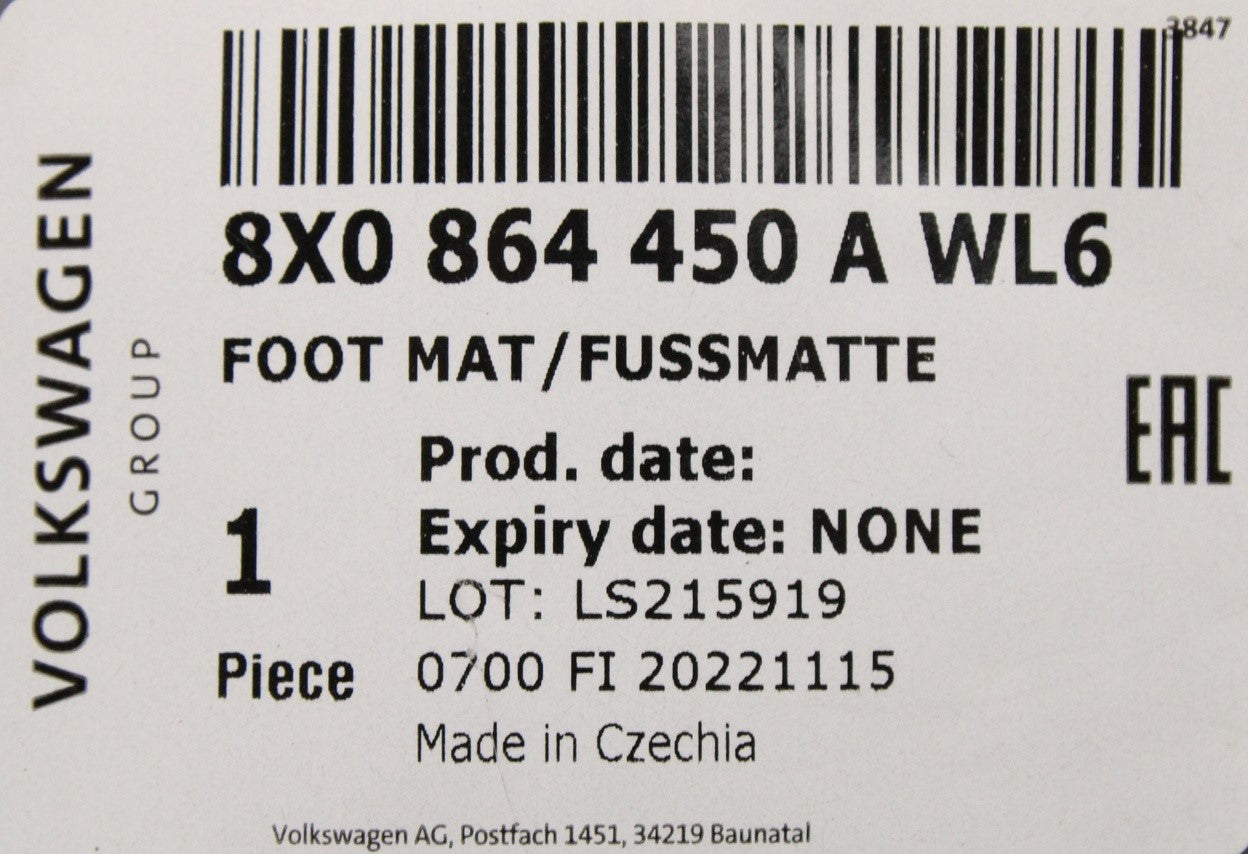 3847
VOLKSWAGEN
GROUP
8X0 864 450 A WL6
FOOT MAT/FUSSMATTE
EAC
Prod. date:
1
Expiry date: NONE
LOT: LS215919
Piece
0700 FI 20221115
Made in Czechia
Volkswagen AG, Postfach 1451, 34219 Baunatal